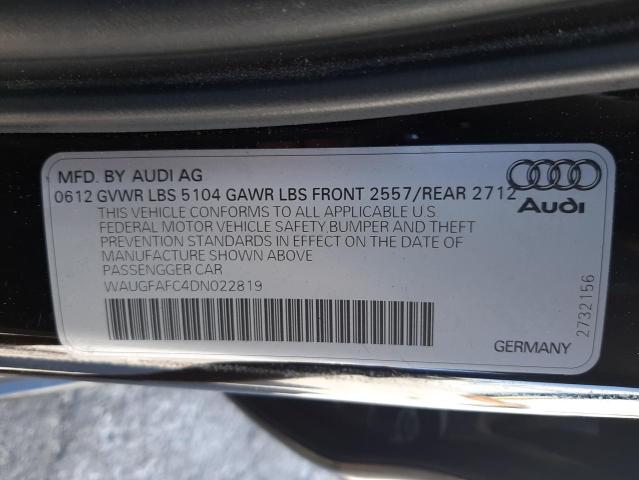 MFD. BY AUDI AG
0612 GVWR LBS 5104 GAWR LBS FRONT 2557/REAR 2712
THIS VEHICLE CONFORMS TO ALL APPLICABLE U.S.
FEDERAL MOTOR VEHICLE SAFETY, BUMPER AND THEFT
PREVENTION STANDARDS IN EFFECT ON THE DATE OF
MANUFACTURE SHOWN ABOVE
PASSENGGER CAR
WAUGFAFC4DN022819
Audi
2732156
GERMANY